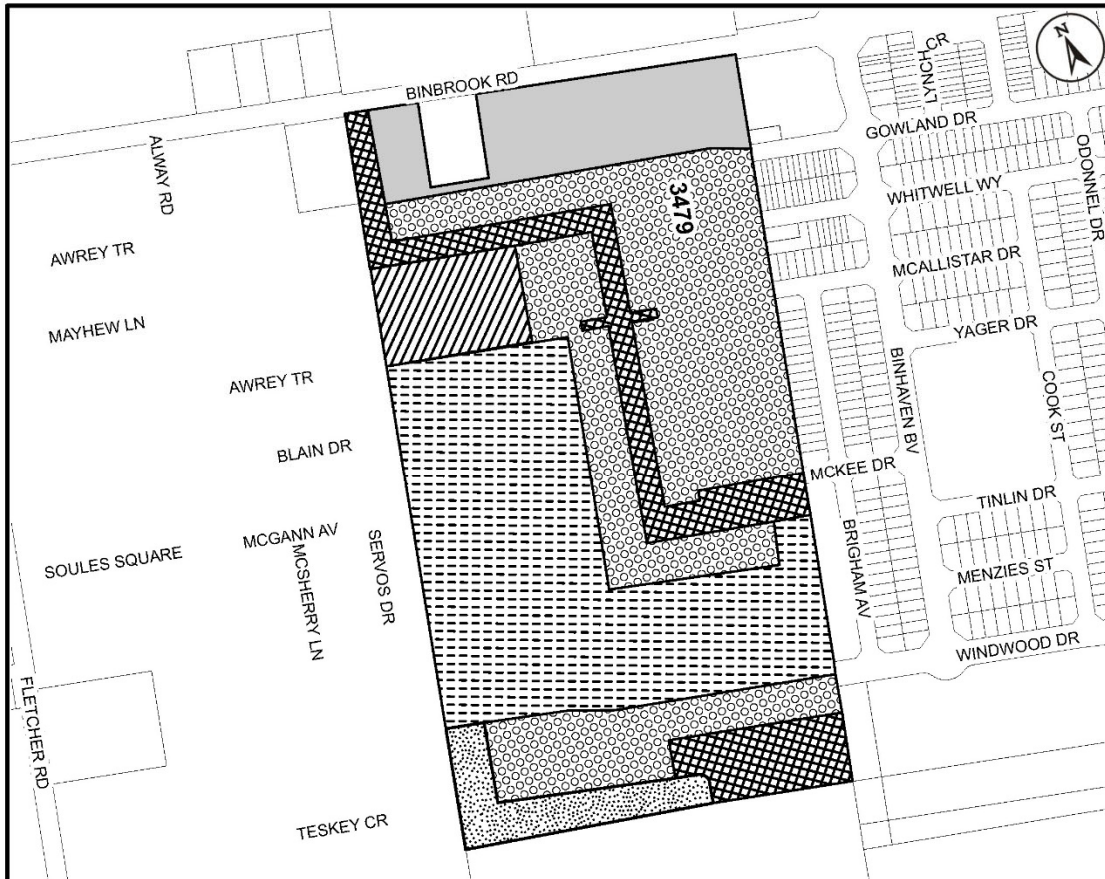 BINBROOK RD
LYNCH CR
N
GOWLAND DR
ALWAY RD
ODONNEL DR
WHITWELL WY
3479
AWREY TR
MCALLISTAR DR
MAYHEW LN
YAGER DR
AWREY TR
COOK ST
BINHAVEN BV
BLAIN DR
MCKEE DR
TINLIN DR
MCGANN AV
SOULES SQUARE
MCSHERRY LN
SERVOS DR
BRIGHAM AV
MENZIES ST
WINDWOOD DR
FLETCHER RD
TESKEY CR